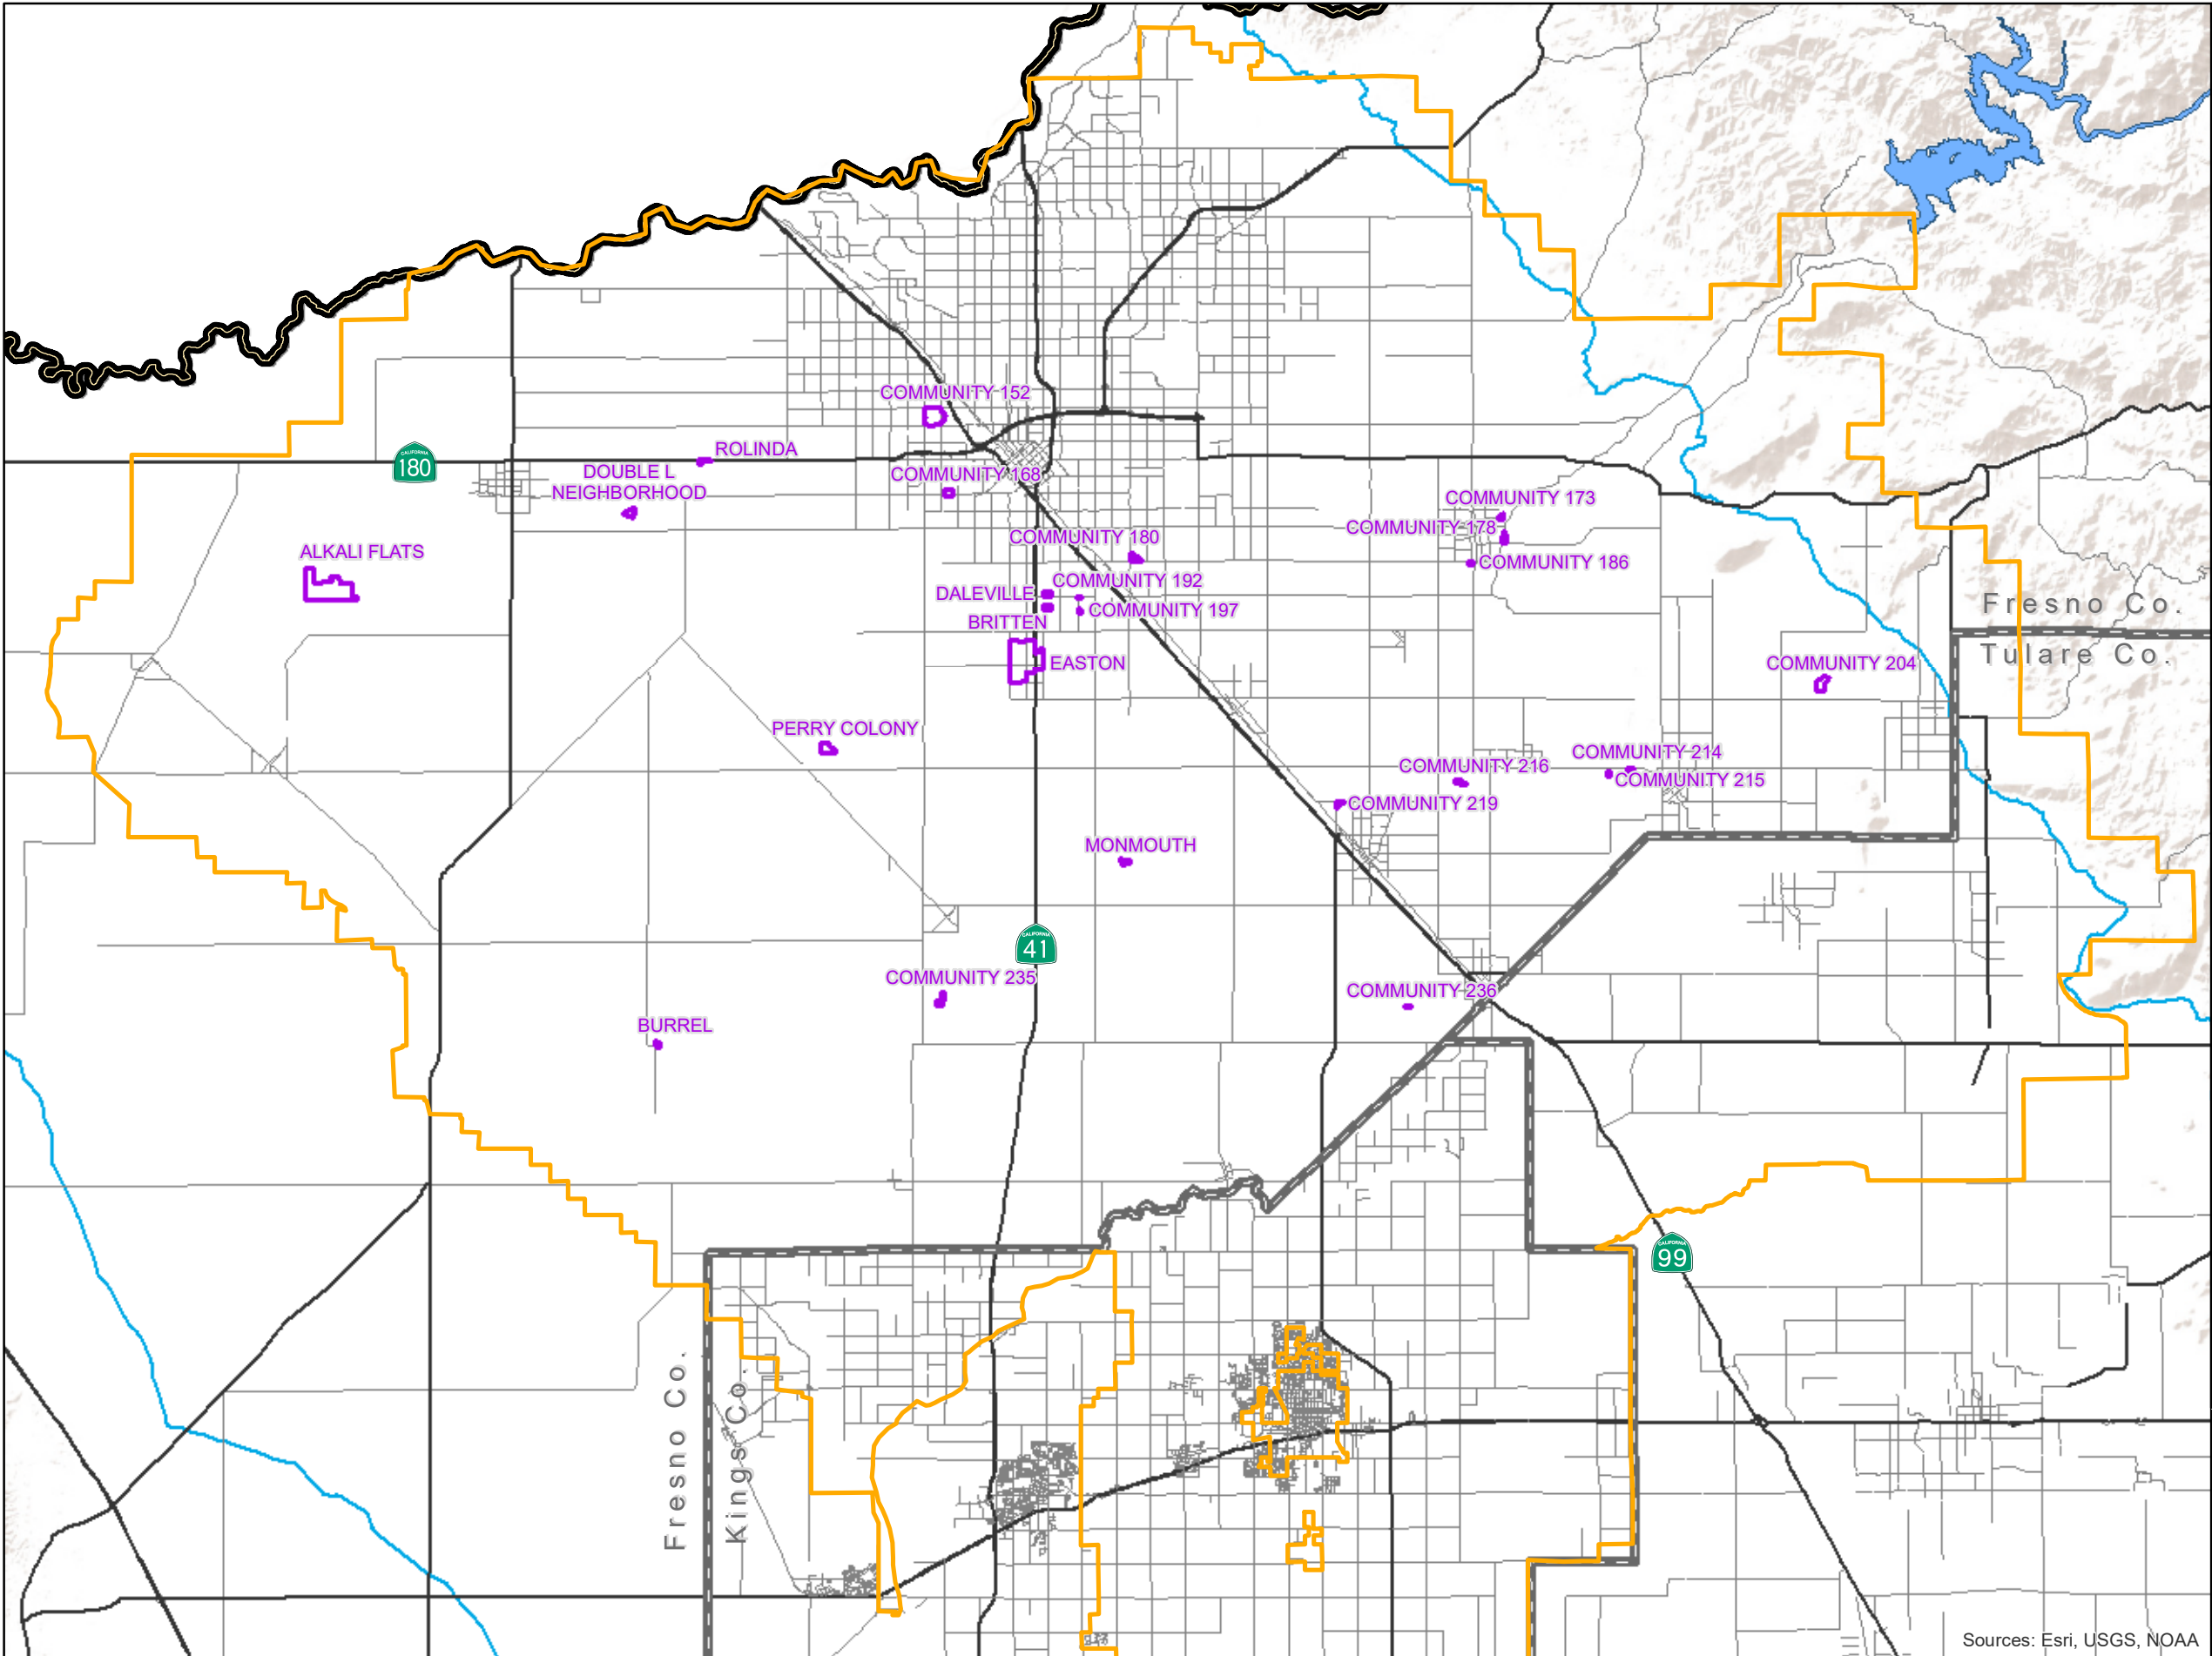 COMMUNITY 152
ROLINDA
CALIFORNIA
180
DOUBLE L
NEIGHBORHOOD
COMMUNITY 168
COMMUNITY 173
COMMUNITY 178
COMMUNITY 180
ALKALI FLATS
COMMUNITY 186
COMMUNITY 192
DALEVILLE
COMMUNITY 197
BRITTEN
Fresno Co.
Tulare Co.
EASTON
COMMUNITY 204
PERRY COLONY
COMMUNITY 214
COMMUNITY 216
COMMUNITY 215
COMMUNITY 219
MONMOUTH
CALIFORNIA
41
COMMUNITY 235
COMMUNITY 236
BURREL
CALIFORNIA
99
Fresno Co.
Kings Co.
Sources: Esri, USGS, NOAA